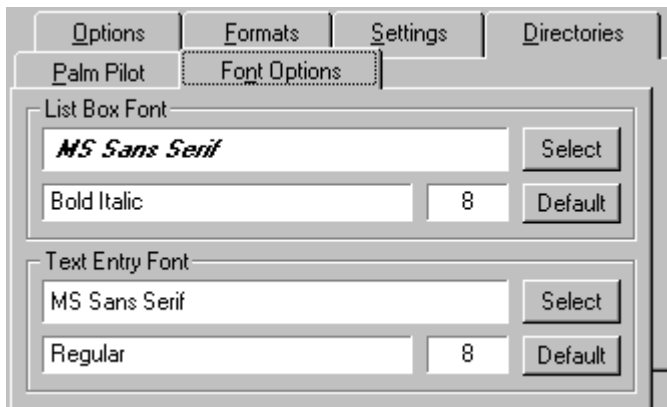 Options Formats Settings Directories
Palm Pilot Font Options
List Box Font
MS Sans Serif Select
Bold Italic 8 Default
Text Entry Font
MS Sans Serif Select
Regular 8 Default